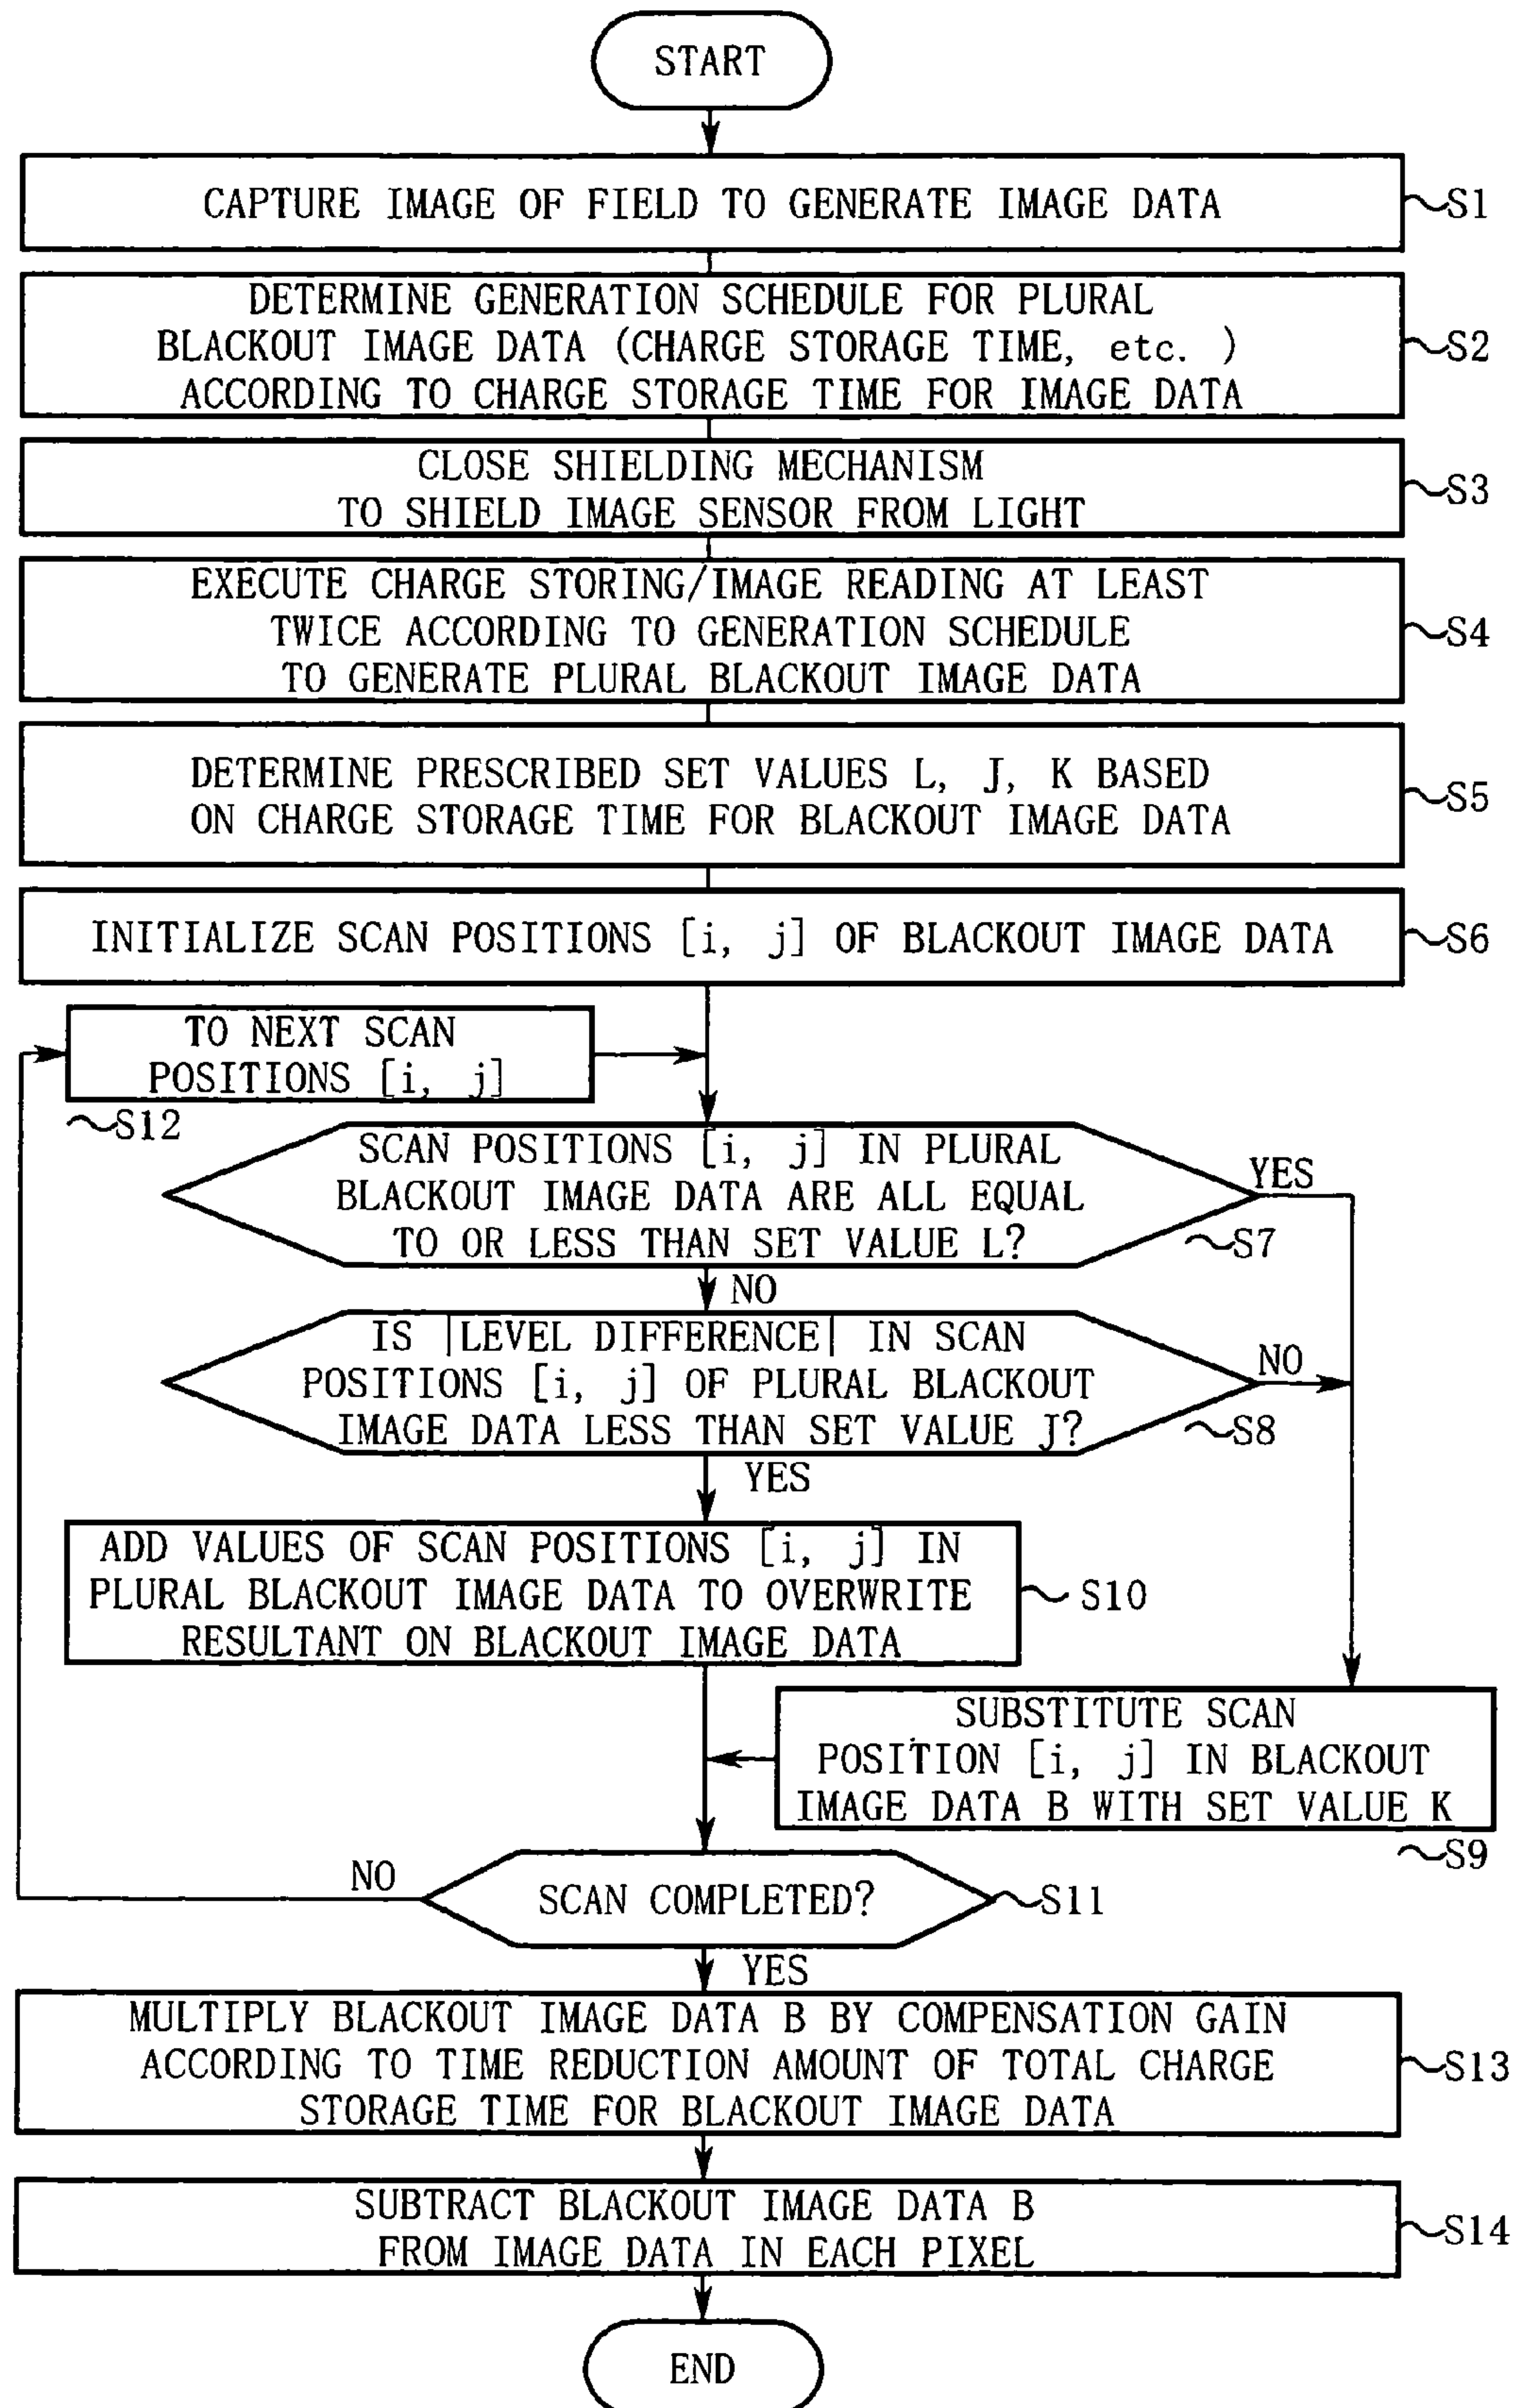 START
CAPTURE IMAGE OF FIELD TO GENERATE IMAGE DATA
S1
DETERMINE GENERATION SCHEDULE FOR PLURAL
BLACKOUT IMAGE DATA (CHARGE STORAGE TIME, etc. )
ACCORDING TO CHARGE STORAGE TIME FOR IMAGE DATA
S2
CLOSE SHIELDING MECHANISM
TO SHIELD IMAGE SENSOR FROM LIGHT
S3
EXECUTE CHARGE STORING/IMAGE READING AT LEAST
TWICE ACCORDING TO GENERATION SCHEDULE
TO GENERATE PLURAL BLACKOUT IMAGE DATA
S4
DETERMINE PRESCRIBED SET VALUES L, J, K BASED
ON CHARGE STORAGE TIME FOR BLACKOUT IMAGE DATA
S5
INITIALIZE SCAN POSITIONS [i, j] OF BLACKOUT IMAGE DATA
S6
TO NEXT SCAN
POSITIONS [i, j]
S12
SCAN POSITIONS [i, j] IN PLURAL
BLACKOUT IMAGE DATA ARE ALL EQUAL
TO OR LESS THAN SET VALUE L?
YES
S7
NO
IS |LEVEL DIFFERENCE| IN SCAN
POSITIONS [i, j] OF PLURAL BLACKOUT
IMAGE DATA LESS THAN SET VALUE J?
NO
S8
YES
ADD VALUES OF SCAN POSITIONS [i, j] IN
PLURAL BLACKOUT IMAGE DATA TO OVERWRITE
RESULTANT ON BLACKOUT IMAGE DATA
S10
SUBSTITUTE SCAN
POSITION [i, j] IN BLACKOUT
IMAGE DATA B WITH SET VALUE K
S9
NO
SCAN COMPLETED?
S11
YES
MULTIPLY BLACKOUT IMAGE DATA B BY COMPENSATION GAIN
ACCORDING TO TIME REDUCTION AMOUNT OF TOTAL CHARGE
STORAGE TIME FOR BLACKOUT IMAGE DATA
S13
SUBTRACT BLACKOUT IMAGE DATA B
FROM IMAGE DATA IN EACH PIXEL
S14
END